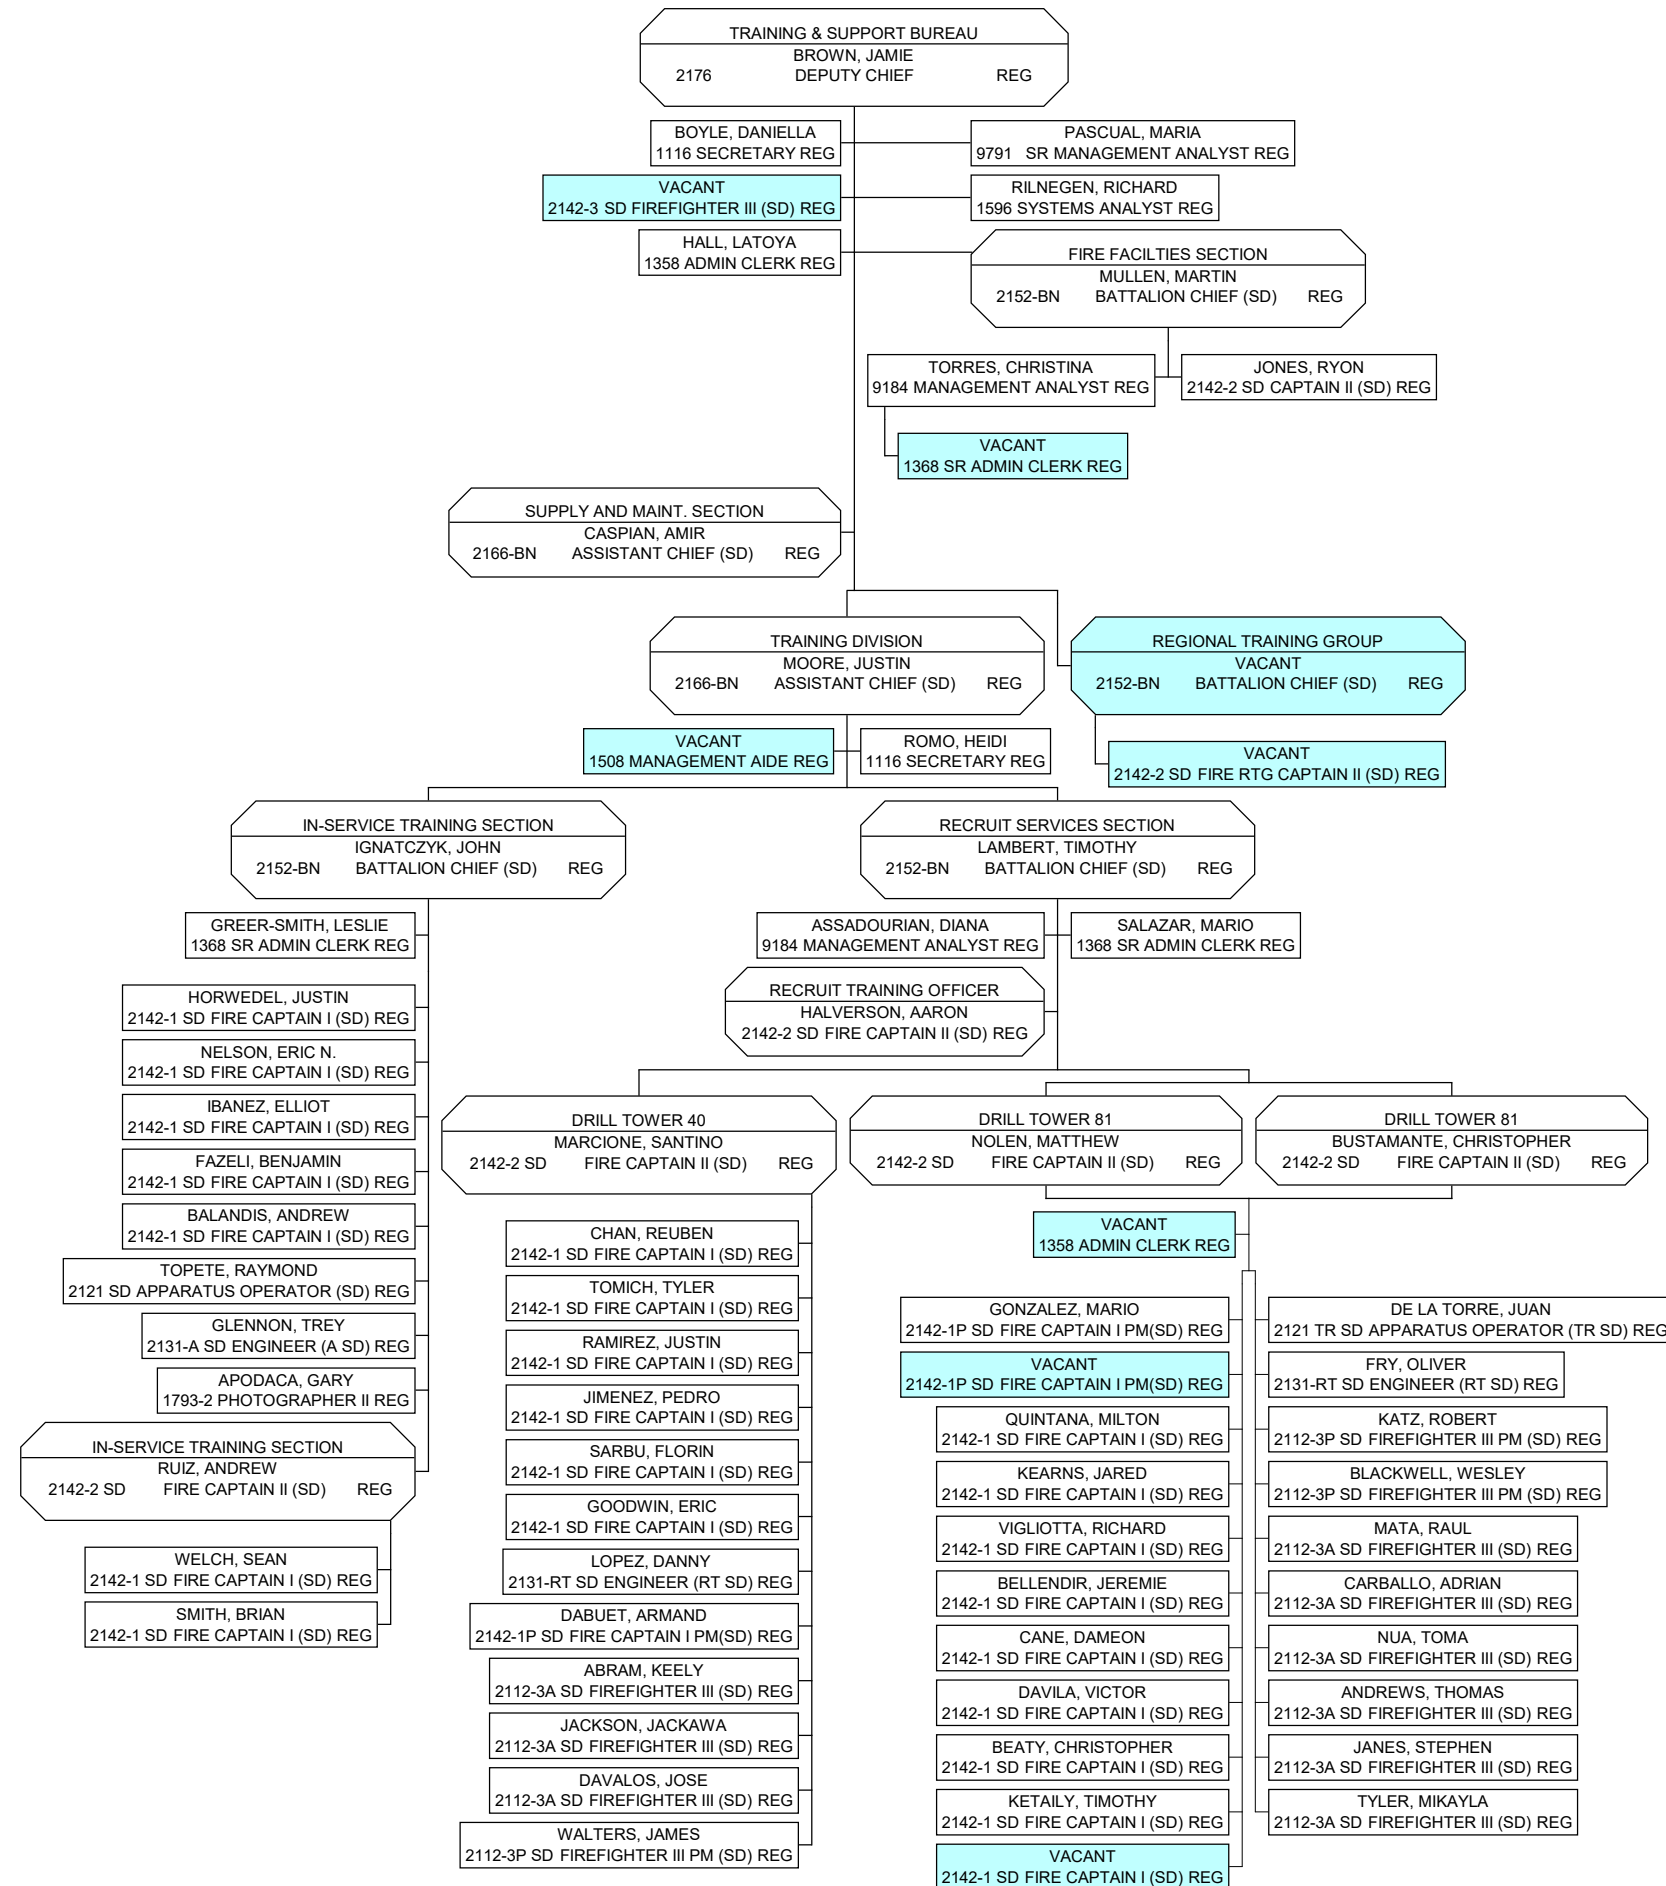 TRAINING & SUPPORT BUREAU
BROWN, JAMIE
2176 DEPUTY CHIEF REG
BOYLE, DANIELLA
1116 SECRETARY REG
PASCUAL, MARIA
9791 SR MANAGEMENT ANALYST REG
VACANT
2142-3 SD FIREFIGHTER III (SD) REG
RILNEGEN, RICHARD
1596 SYSTEMS ANALYST REG
HALL, LATOYA
1358 ADMIN CLERK REG
FIRE FACILTIES SECTION
MULLEN, MARTIN
2152-BN BATTALION CHIEF (SD) REG
TORRES, CHRISTINA
9184 MANAGEMENT ANALYST REG
JONES, RYON
2142-2 SD CAPTAIN II (SD) REG
VACANT
1368 SR ADMIN CLERK REG
SUPPLY AND MAINT. SECTION
CASPIAN, AMIR
2166-BN ASSISTANT CHIEF (SD) REG
TRAINING DIVISION
MOORE, JUSTIN
2166-BN ASSISTANT CHIEF (SD) REG
REGIONAL TRAINING GROUP
VACANT
2152-BN BATTALION CHIEF (SD) REG
VACANT
1508 MANAGEMENT AIDE REG
ROMO, HEIDI
1116 SECRETARY REG
VACANT
2142-2 SD FIRE RTG CAPTAIN II (SD) REG
IN-SERVICE TRAINING SECTION
IGNATCZYK, JOHN
2152-BN BATTALION CHIEF (SD) REG
GREER-SMITH, LESLIE
1368 SR ADMIN CLERK REG
HORWEDEL, JUSTIN
2142-1 SD FIRE CAPTAIN I (SD) REG
NELSON, ERIC N.
2142-1 SD FIRE CAPTAIN I (SD) REG
IBANEZ, ELLIOT
2142-1 SD FIRE CAPTAIN I (SD) REG
FAZELI, BENJAMIN
2142-1 SD FIRE CAPTAIN I (SD) REG
BALANDIS, ANDREW
2142-1 SD FIRE CAPTAIN I (SD) REG
TOPETE, RAYMOND
2121 SD APPARATUS OPERATOR (SD) REG
GLENNON, TREY
2131-A SD ENGINEER (A SD) REG
APODACA, GARY
1793-2 PHOTOGRAPHER II REG
IN-SERVICE TRAINING SECTION
RUIZ, ANDREW
2142-2 SD FIRE CAPTAIN II (SD) REG
WELCH, SEAN
2142-1 SD FIRE CAPTAIN I (SD) REG
SMITH, BRIAN
2142-1 SD FIRE CAPTAIN I (SD) REG
RECRUIT SERVICES SECTION
LAMBERT, TIMOTHY
2152-BN BATTALION CHIEF (SD) REG
ASSADOURIAN, DIANA
9184 MANAGEMENT ANALYST REG
SALAZAR, MARIO
1368 SR ADMIN CLERK REG
RECRUIT TRAINING OFFICER
HALVERSON, AARON
2142-2 SD FIRE CAPTAIN II (SD) REG
DRILL TOWER 40
MARCIONE, SANTINO
2142-2 SD FIRE CAPTAIN II (SD) REG
CHAN, REUBEN
2142-1 SD FIRE CAPTAIN I (SD) REG
TOMICH, TYLER
2142-1 SD FIRE CAPTAIN I (SD) REG
RAMIREZ, JUSTIN
2142-1 SD FIRE CAPTAIN I (SD) REG
JIMENEZ, PEDRO
2142-1 SD FIRE CAPTAIN I (SD) REG
SARBU, FLORIN
2142-1 SD FIRE CAPTAIN I (SD) REG
GOODWIN, ERIC
2142-1 SD FIRE CAPTAIN I (SD) REG
LOPEZ, DANNY
2131-RT SD ENGINEER (RT SD) REG
DABUET, ARMAND
2142-1P SD FIRE CAPTAIN I PM(SD) REG
ABRAM, KEELY
2112-3A SD FIREFIGHTER III (SD) REG
JACKSON, JACKAWA
2112-3A SD FIREFIGHTER III (SD) REG
DAVALOS, JOSE
2112-3A SD FIREFIGHTER III (SD) REG
WALTERS, JAMES
2112-3P SD FIREFIGHTER III PM (SD) REG
DRILL TOWER 81
NOLEN, MATTHEW
2142-2 SD FIRE CAPTAIN II (SD) REG
DRILL TOWER 81
BUSTAMANTE, CHRISTOPHER
2142-2 SD FIRE CAPTAIN II (SD) REG
VACANT
1358 ADMIN CLERK REG
GONZALEZ, MARIO
2142-1P SD FIRE CAPTAIN I PM(SD) REG
VACANT
2142-1P SD FIRE CAPTAIN I PM(SD) REG
QUINTANA, MILTON
2142-1 SD FIRE CAPTAIN I (SD) REG
KEARNS, JARED
2142-1 SD FIRE CAPTAIN I (SD) REG
VIGLIOTTA, RICHARD
2142-1 SD FIRE CAPTAIN I (SD) REG
BELLENDIR, JEREMIE
2142-1 SD FIRE CAPTAIN I (SD) REG
CANE, DAMEON
2142-1 SD FIRE CAPTAIN I (SD) REG
DAVILA, VICTOR
2142-1 SD FIRE CAPTAIN I (SD) REG
BEATY, CHRISTOPHER
2142-1 SD FIRE CAPTAIN I (SD) REG
KETAILY, TIMOTHY
2142-1 SD FIRE CAPTAIN I (SD) REG
VACANT
2142-1 SD FIRE CAPTAIN I (SD) REG
DE LA TORRE, JUAN
2121 TR SD APPARATUS OPERATOR (TR SD) REG
FRY, OLIVER
2131-RT SD ENGINEER (RT SD) REG
KATZ, ROBERT
2112-3P SD FIREFIGHTER III PM (SD) REG
BLACKWELL, WESLEY
2112-3P SD FIREFIGHTER III PM (SD) REG
MATA, RAUL
2112-3A SD FIREFIGHTER III (SD) REG
CARBALLO, ADRIAN
2112-3A SD FIREFIGHTER III (SD) REG
NUA, TOMA
2112-3A SD FIREFIGHTER III (SD) REG
ANDREWS, THOMAS
2112-3A SD FIREFIGHTER III (SD) REG
JANES, STEPHEN
2112-3A SD FIREFIGHTER III (SD) REG
TYLER, MIKAYLA
2112-3A SD FIREFIGHTER III (SD) REG